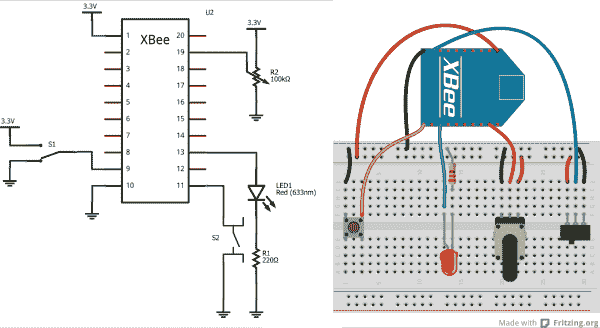 3.3V
U2
3.3V
1
XBee
20
2
19
3
18
R2
100kΩ
4
17
5
16
3.3V
6
15
7
14
S1
8
13
9
12
10
11
LED1
Red (633nm)
S2
R1
220Ω
XBee
Made with Fritzing.org